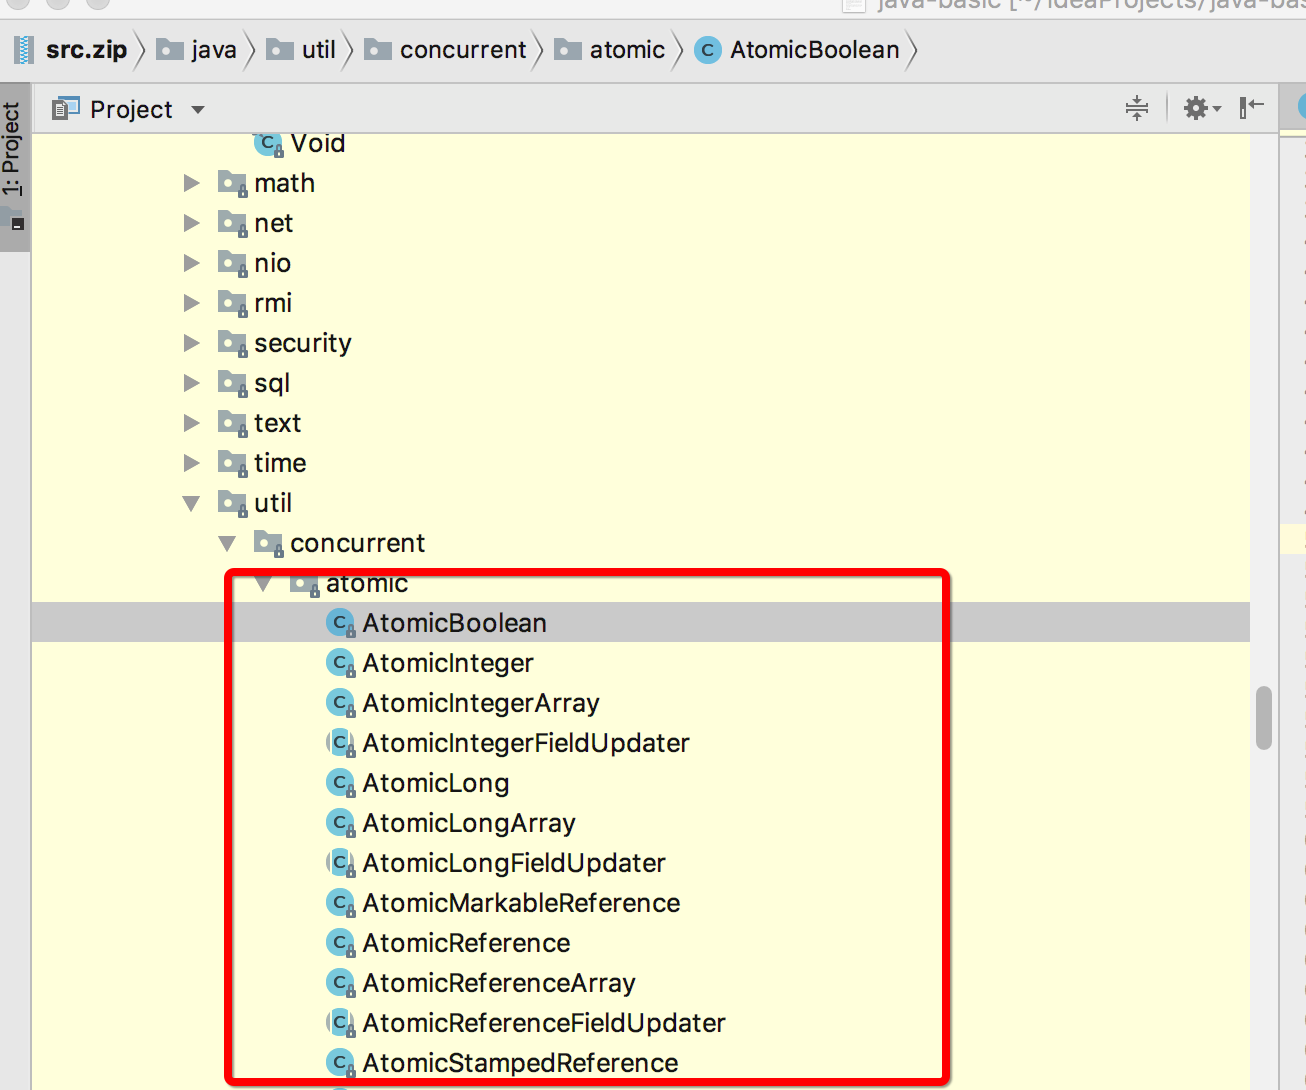 java-basic [~/IdeaProjects/java-bas
src.zip java util concurrent atomic AtomicBoolean
Project
1: Project
Void
math
net
nio
rmi
security
sql
text
time
util
concurrent
atomic
AtomicBoolean
AtomicInteger
AtomicIntegerArray
AtomicIntegerFieldUpdater
AtomicLong
AtomicLongArray
AtomicLongFieldUpdater
AtomicMarkableReference
AtomicReference
AtomicReferenceArray
AtomicReferenceFieldUpdater
AtomicStampedReference